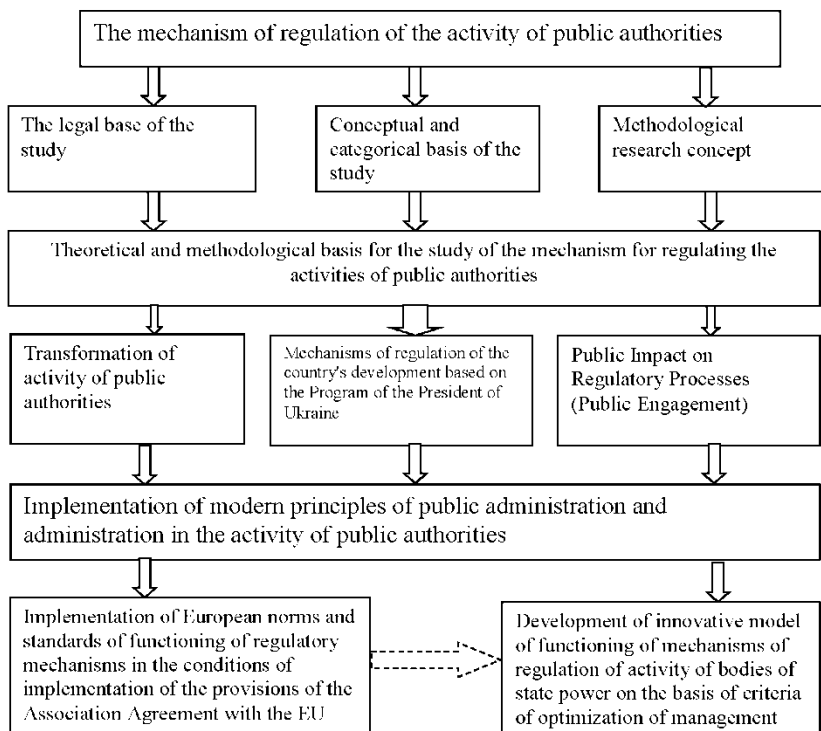 The mechanism of regulation of the activity of public authorities
The legal base of the
study
Conceptual and
categorical basis of the
study
Methodological
research concept
Theoretical and methodological basis for the study of the mechanism for regulating the
activities of public authorities
Transformation of
activity of public
authorities
Mechanisms of regulation of the
country's development based on
the Program of the President of
Ukraine
Public Impact on
Regulatory Processes
(Public Engagement)
Implementation of modern principles of public administration and
administration in the activity of public authorities
Implementation of European norms and
standards of functioning of regulatory
mechanisms in the conditions of
implementation of the provisions of the
Association Agreement with the EU
Development of innovative model
of functioning of mechanisms of
regulation of activity of bodies of
state power on the basis of criteria
of optimization of management